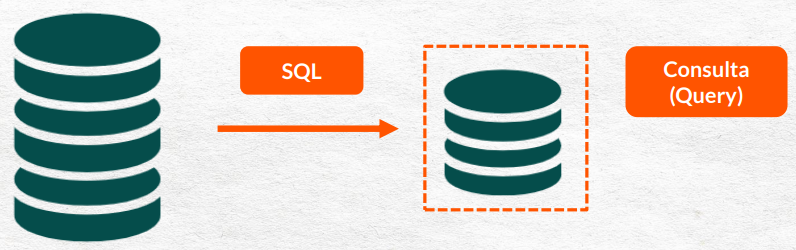 SQL
Consulta
(Query)